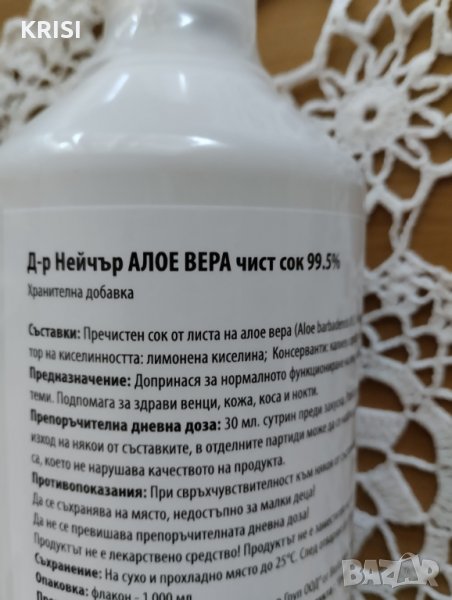 KRISI
Д-р Нейчър АЛОЕ ВЕРА чист сок 99.5%
Хранителна добавка
Съставки: Пречистен сок от листа на алое вера (Aloe barbadensis
тор на киселинността: лимонена киселина; Консерванти: калиев
Предназначение: Допринася за нормалното функциониране на
теми. Подпомага за здрави венци, кожа, коса и нокти.
Препоръчителна дневна доза: 30 мл. сутрин преди закуска.
изход на някои от съставките, в отделните партиди може да се
са, което не нарушава качеството на продукта.
Противопоказания: При свръхчувствителност към някоя от
Да се съхранява на място, недостъпно за малки деца!
Да не се превишава препоръчителната дневна доза!
Продуктът не е лекарствено средство! Продуктът не е
Съхранение: На сухо и прохладно място до 25°C. След
Опаковка: флакон - 1 000 мл
BAZAR